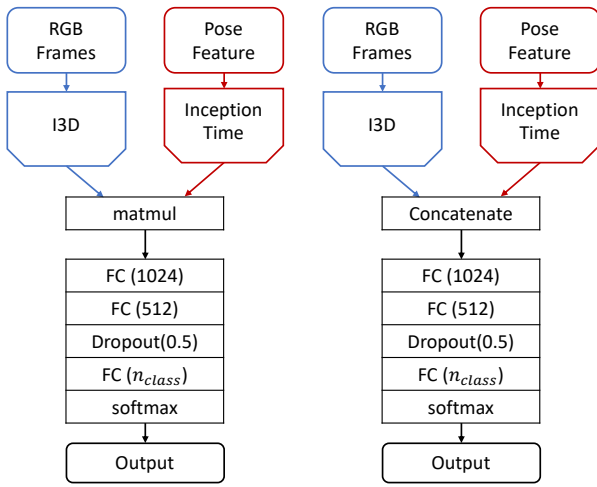 RGB
Frames
Pose
Feature
I3D
Inception
Time
matmul
FC (1024)
FC (512)
Dropout(0.5)
FC (n_class)
softmax
Output
RGB
Frames
Pose
Feature
I3D
Inception
Time
Concatenate
FC (1024)
FC (512)
Dropout(0.5)
FC (n_class)
softmax
Output